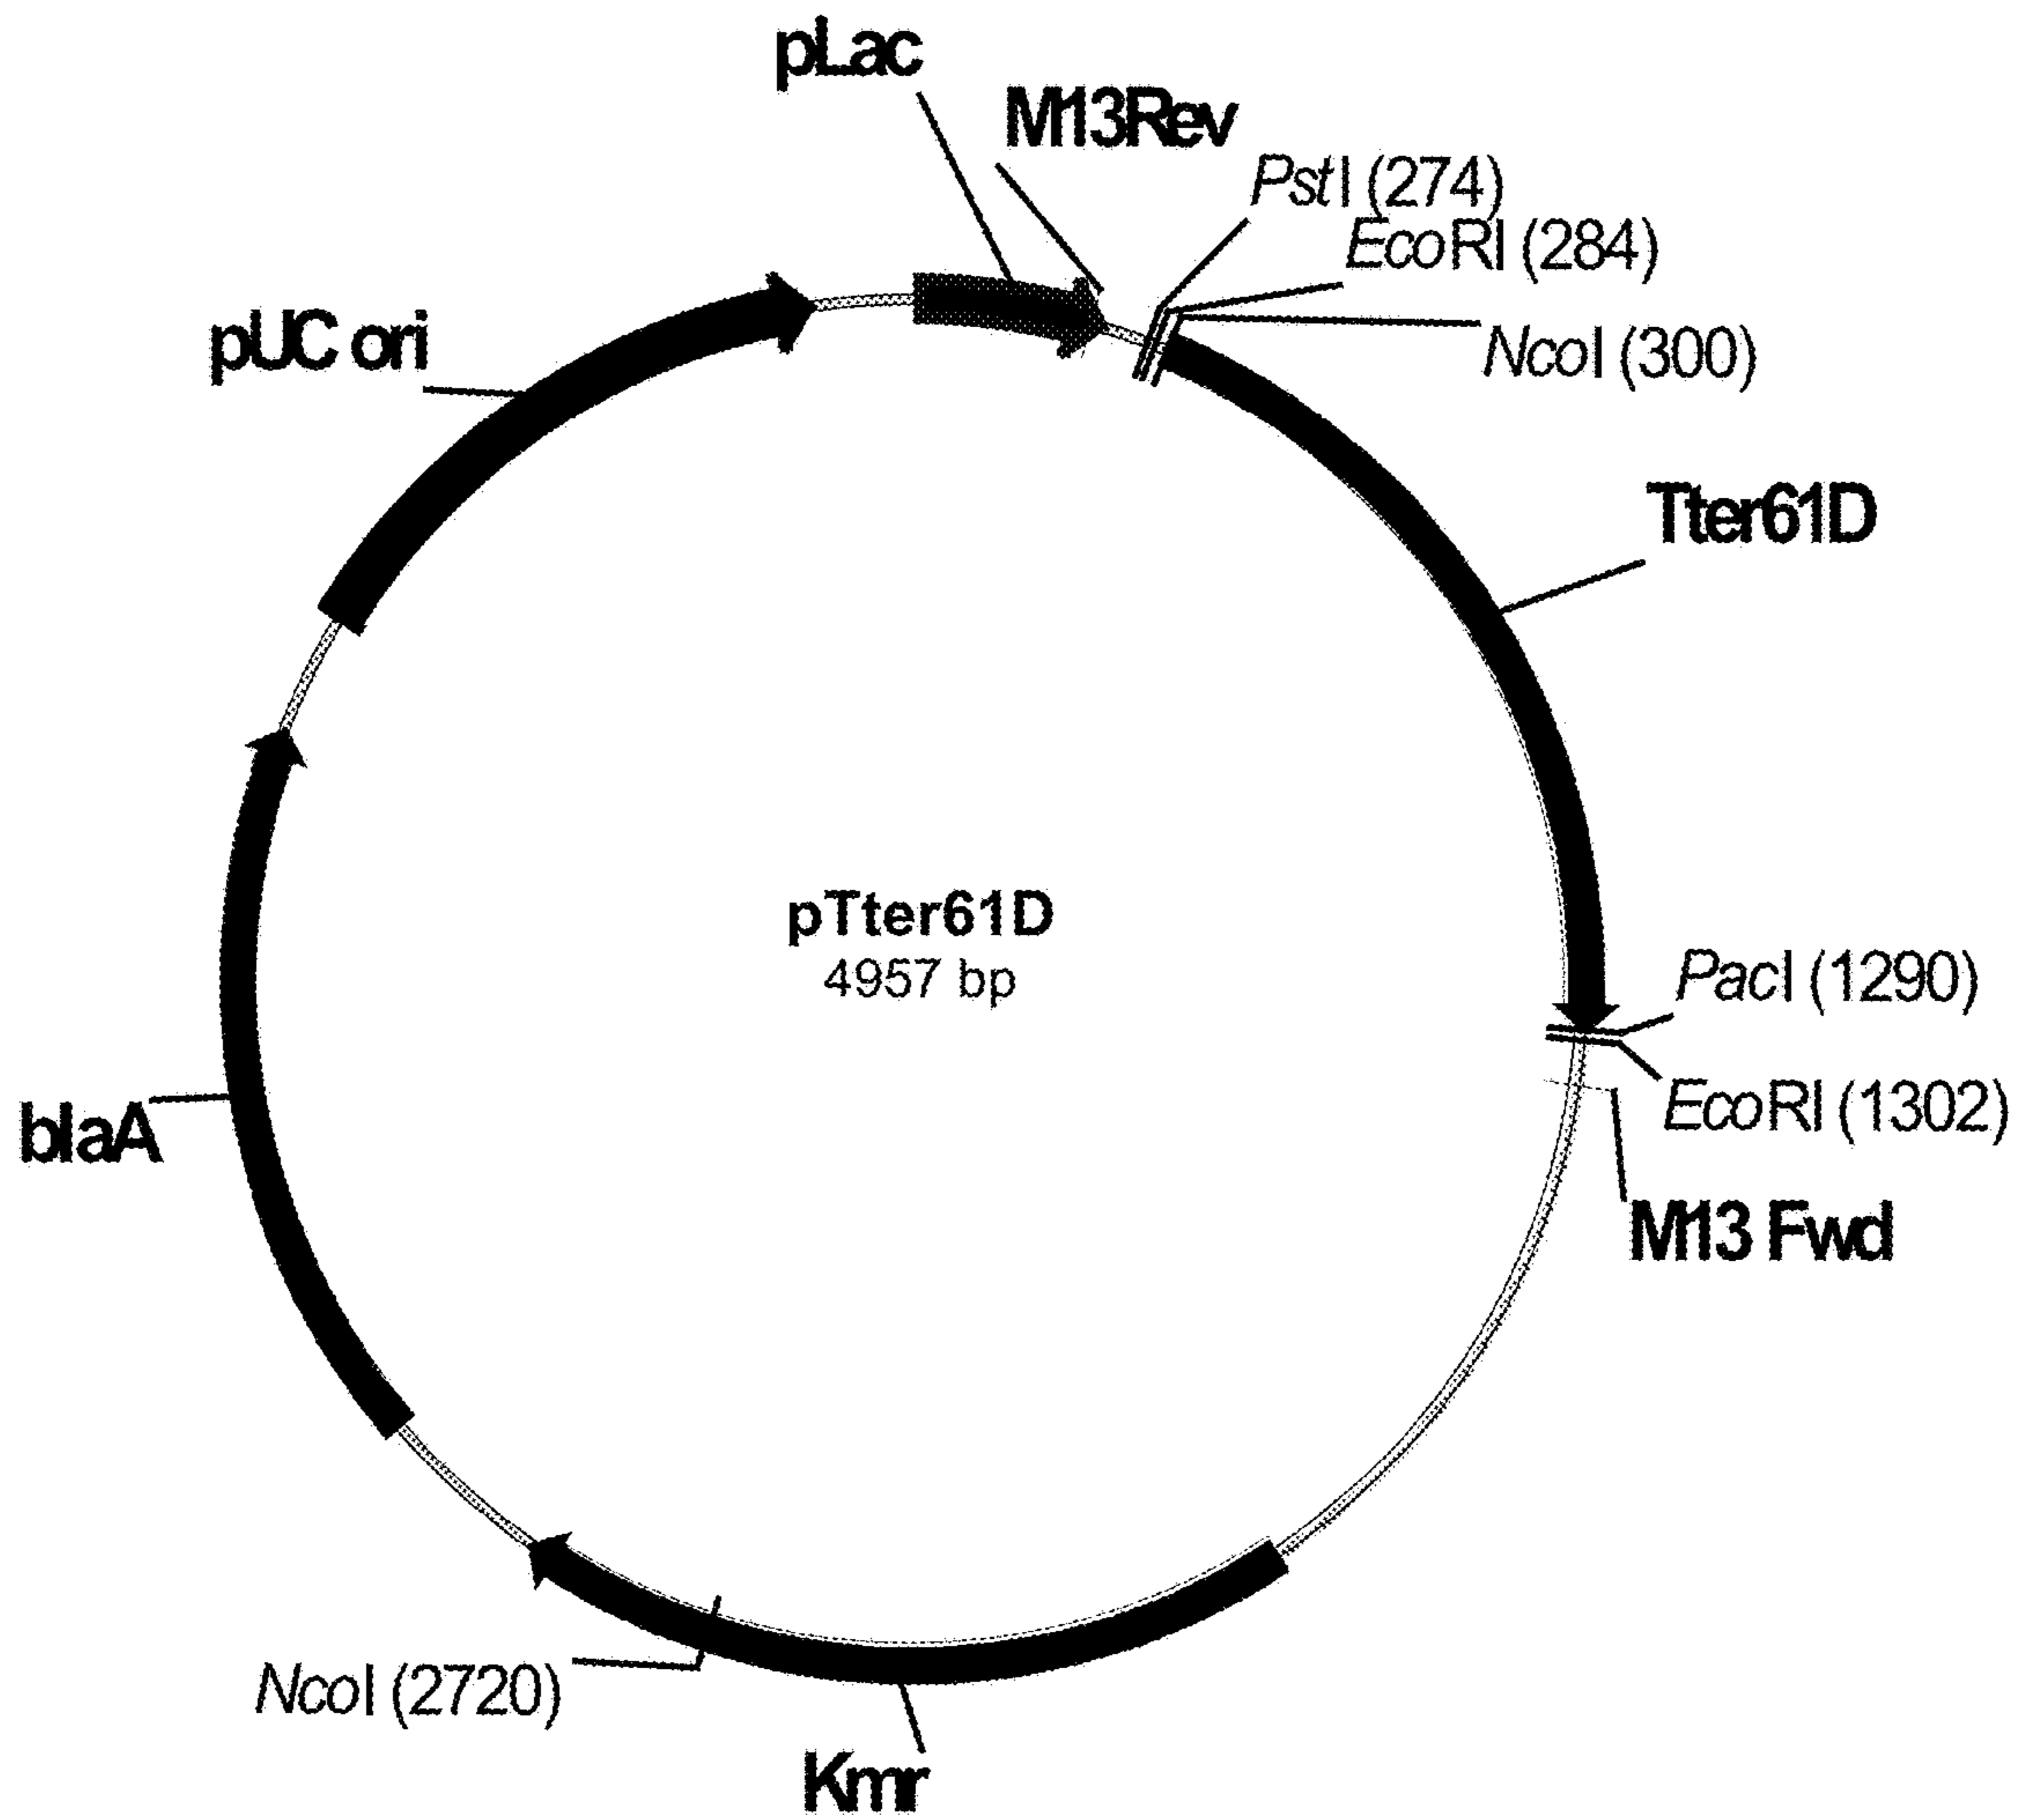 pLac
M13Rev
PstI (274)
EcoRI (284)
NcoI (300)
pUC ori
Tter61D
pTter61D
4957 bp
PacI (1290)
EcoRI (1302)
blaA
M13 Fwd
NcoI (2720)
Kmr